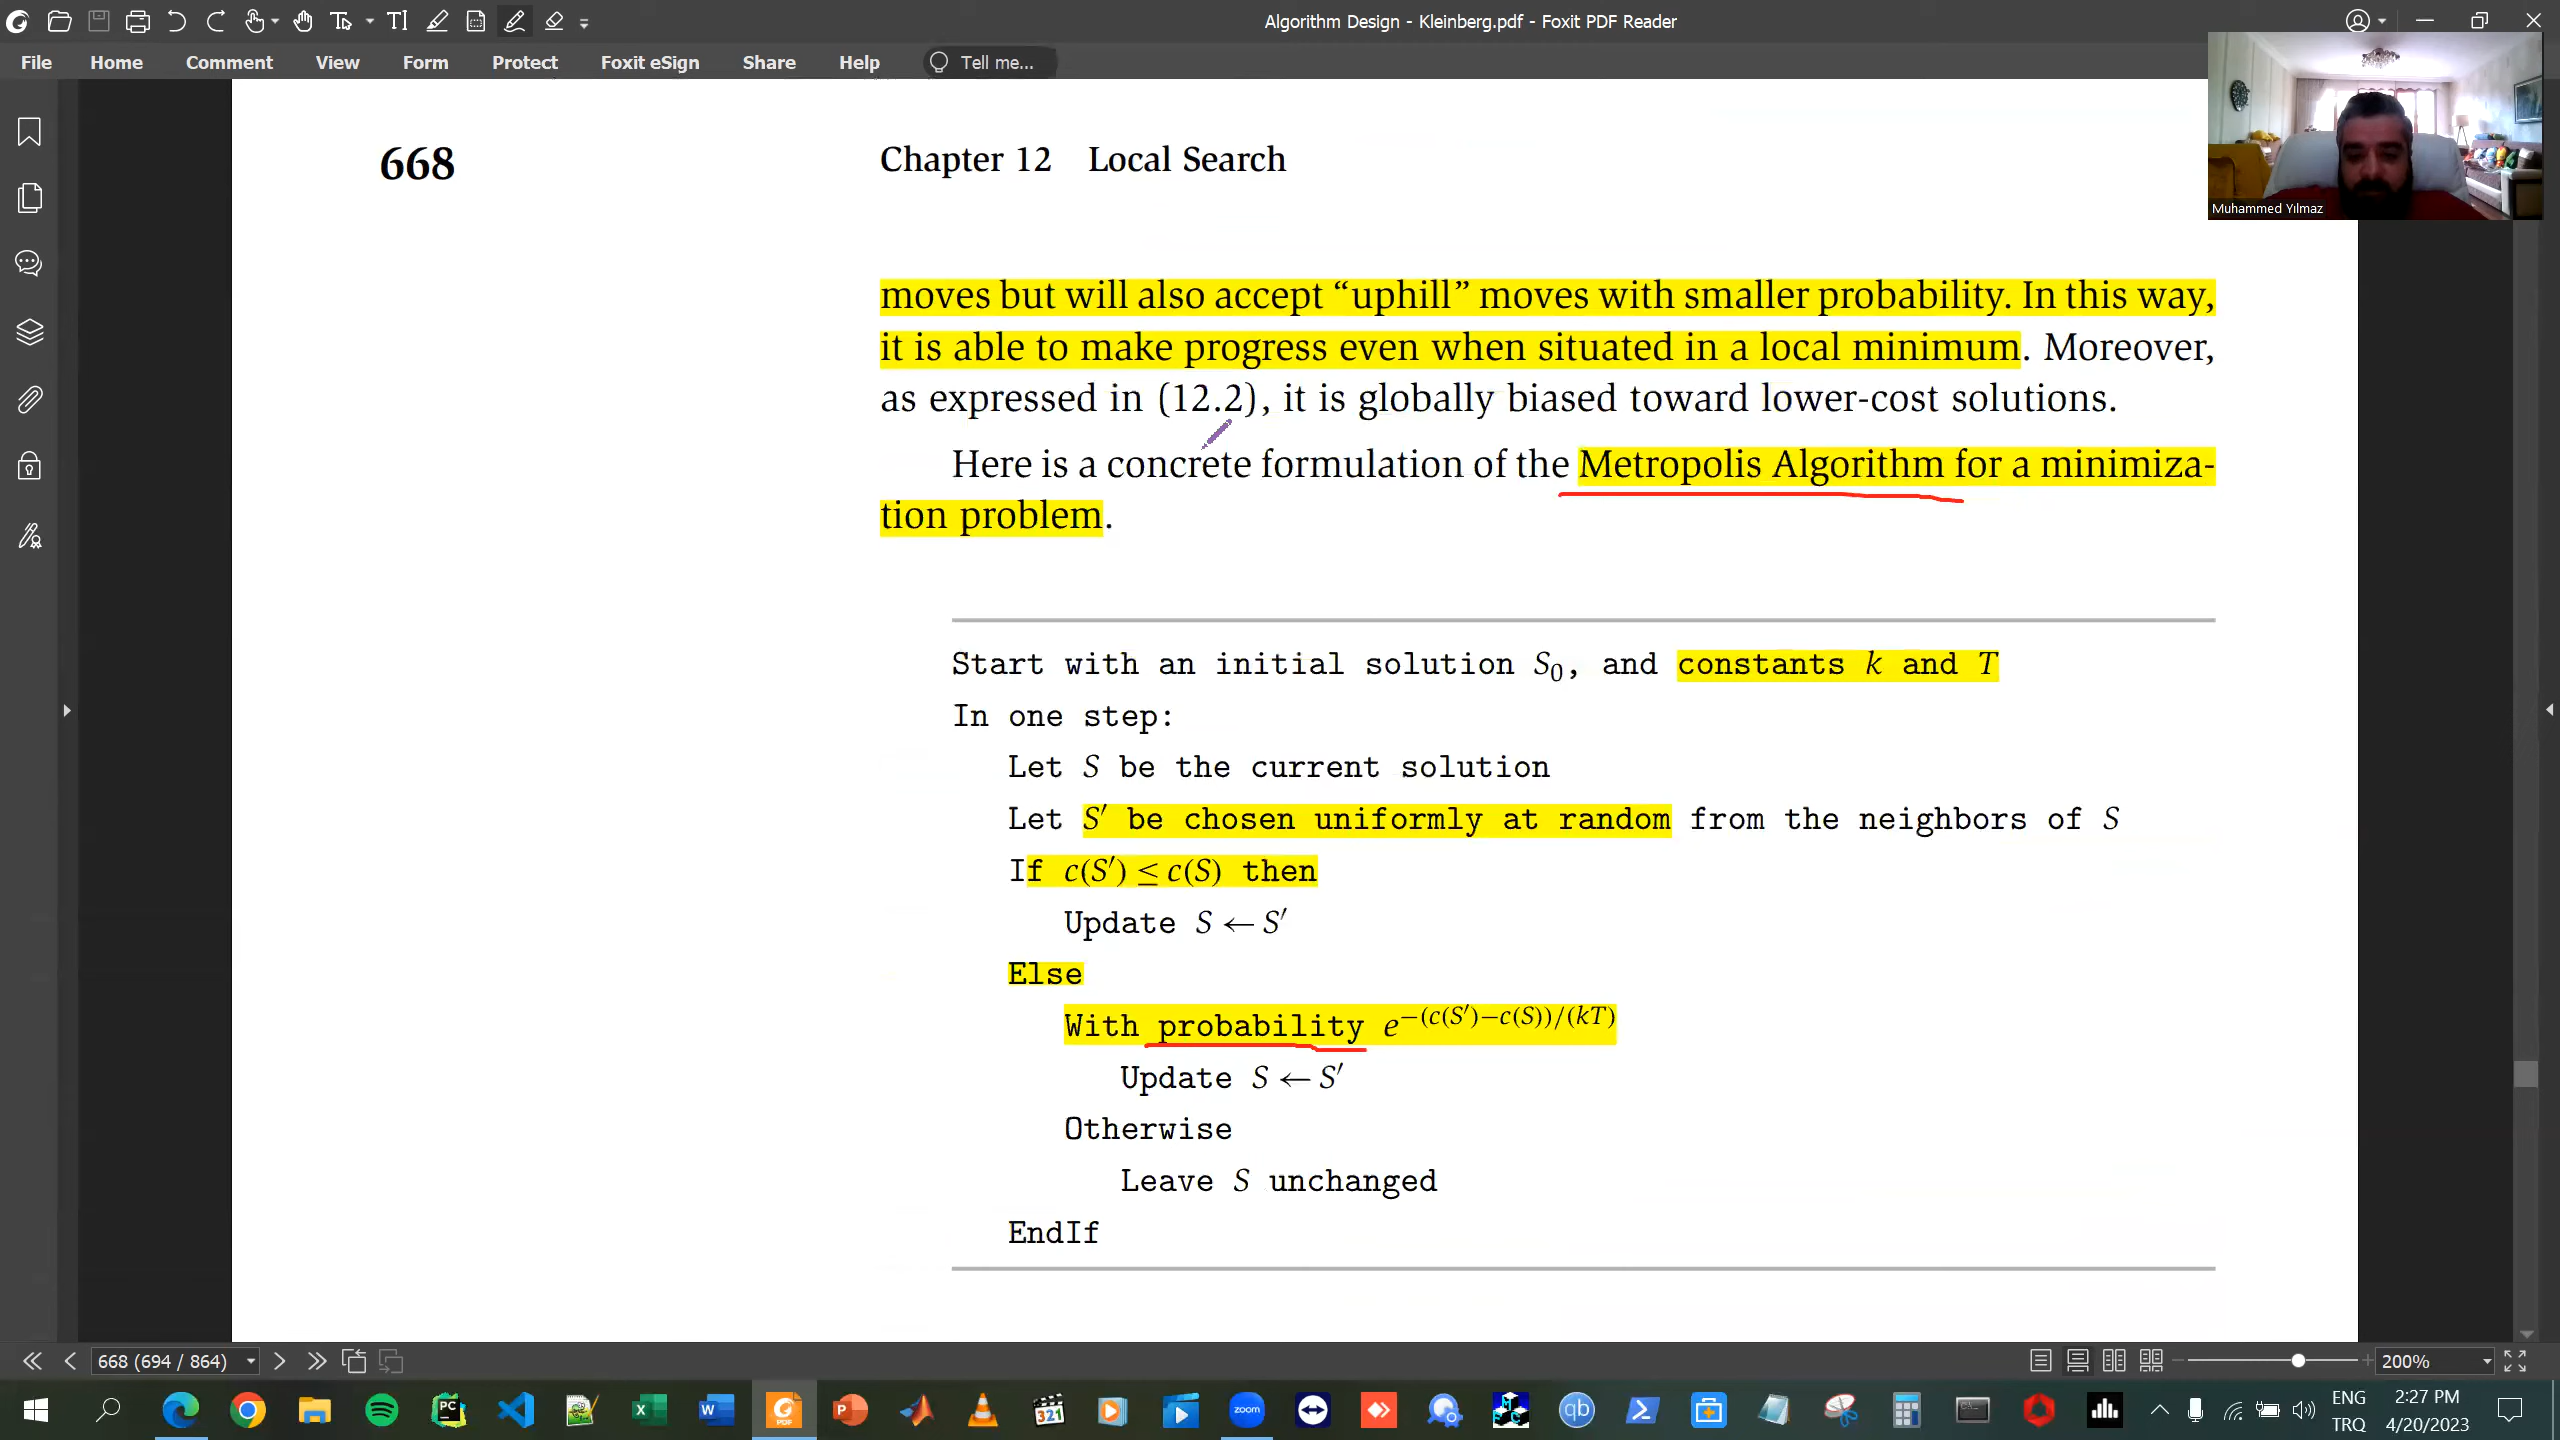 Algorithm Design - Kleinberg.pdf - Foxit PDF Reader
File Home Comment View Form Protect Foxit eSign Share Help Tell me...
Muhammed Yılmaz
668
Chapter 12 Local Search
moves but will also accept “uphill” moves with smaller probability. In this way,
it is able to make progress even when situated in a local minimum. Moreover,
as expressed in (12.2), it is globally biased toward lower-cost solutions.
Here is a concrete formulation of the Metropolis Algorithm for a minimiza-
tion problem.
Start with an initial solution S₀, and constants k and T
In one step:
Let S be the current solution
Let S′ be chosen uniformly at random from the neighbors of S
If c(S′) ≤ c(S) then
Update S ← S′
Else
With probability e^−(c(S′)−c(S))/(kT)
Update S ← S′
Otherwise
Leave S unchanged
EndIf
668 (694 / 864)
200%
PC
321
zoom
qb
ENG
TRQ
2:27 PM
4/20/2023